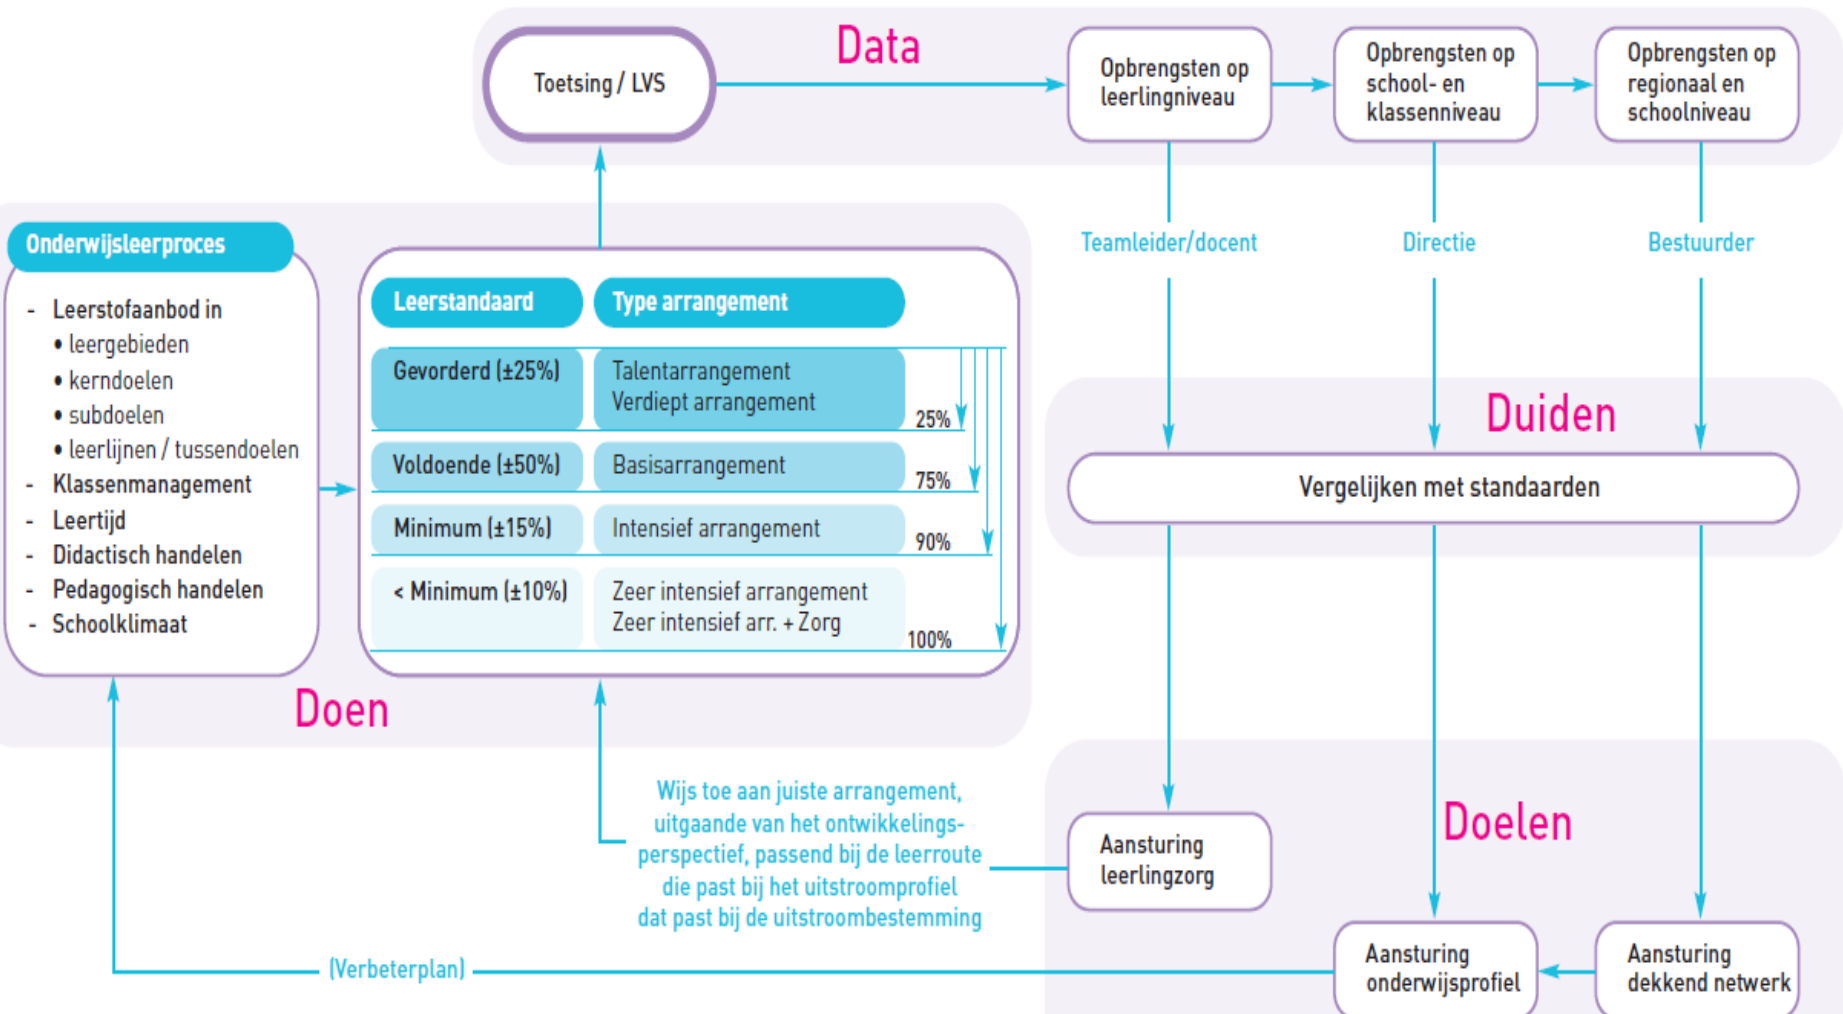 Data
Toetsing / LVS
Opbrengsten op
leerlingniveau
Opbrengsten op
school- en
klassenniveau
Opbrengsten op
regionaal en
schoolniveau
Teamleider/docent
Directie
Bestuurder
Onderwijsleerproces
- Leerstofaanbod in
• leergebieden
• kerndoelen
• subdoelen
• leerlijnen / tussendoelen
- Klassenmanagement
- Leertijd
- Didactisch handelen
- Pedagogisch handelen
- Schoolklimaat
Leerstandaard
Type arrangement
Gevorderd (±25%)
Talentarrangement
Verdiept arrangement
25%
Voldoende (±50%)
Basisarrangement
75%
Minimum (±15%)
Intensief arrangement
90%
< Minimum (±10%)
Zeer intensief arrangement
Zeer intensief arr. + Zorg
100%
Doen
Duiden
Vergelijken met standaarden
Doelen
Wijs toe aan juiste arrangement,
uitgaande van het ontwikkelings-
perspectief, passend bij de leerroute
die past bij het uitstroomprofiel
dat past bij de uitstroombestemming
Aansturing
leerlingzorg
(Verbeterplan)
Aansturing
onderwijsprofiel
Aansturing
dekkend netwerk